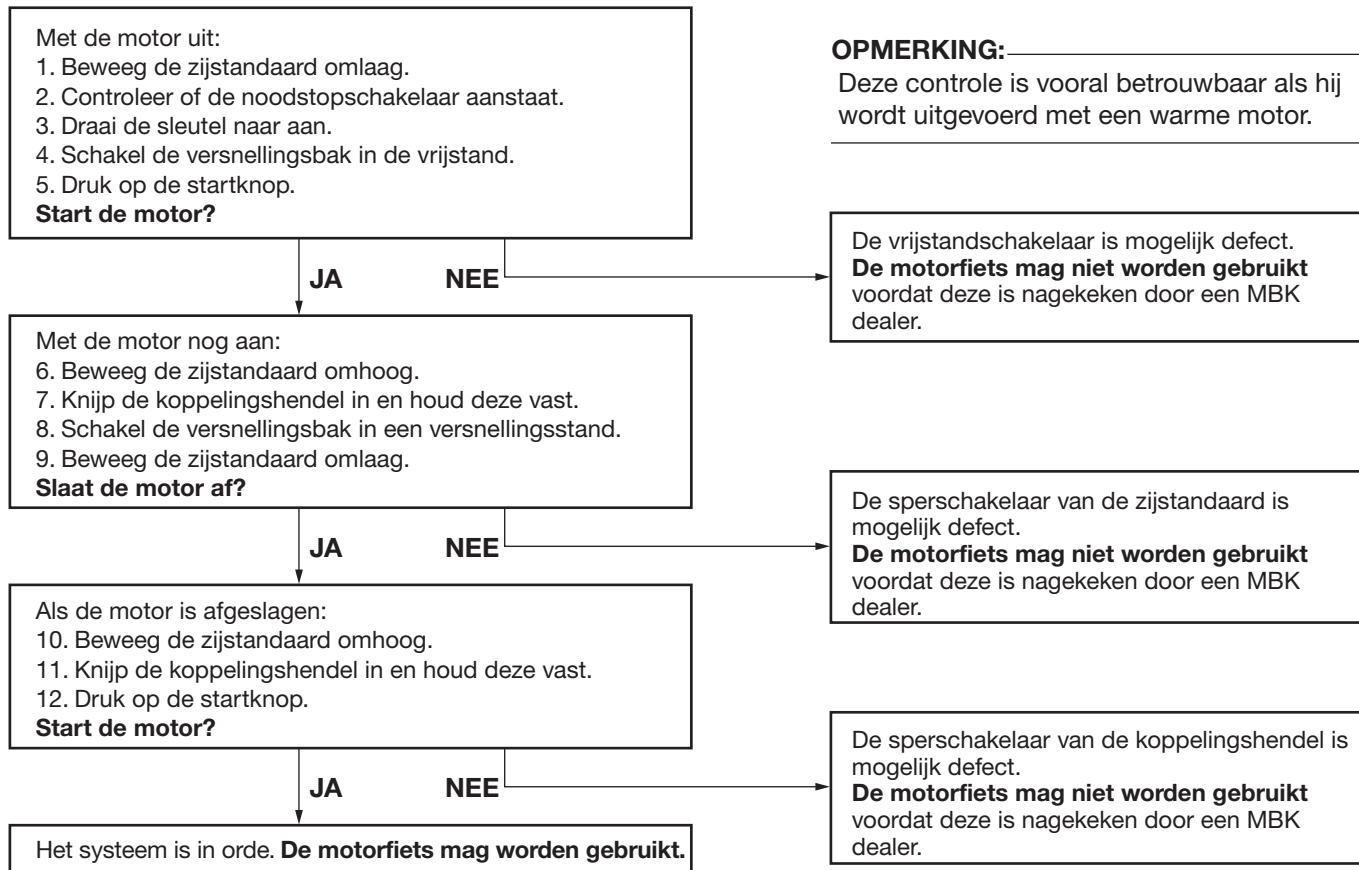 Met de motor uit:
1. Beweeg de zijstandaard omlaag.
2. Controleer of de noodstopschakelaar aanstaat.
3. Draai de sleutel naar aan.
4. Schakel de versnellingsbak in de vrijstand.
5. Druk op de startknop.
Start de motor?
OPMERKING:
Deze controle is vooral betrouwbaar als hij
wordt uitgevoerd met een warme motor.
JA
NEE
De vrijstandschakelaar is mogelijk defect.
De motorfiets mag niet worden gebruikt
voordat deze is nagekeken door een MBK
dealer.
Met de motor nog aan:
6. Beweeg de zijstandaard omhoog.
7. Knijp de koppelingshendel in en houd deze vast.
8. Schakel de versnellingsbak in een versnellingsstand.
9. Beweeg de zijstandaard omlaag.
Slaat de motor af?
JA
NEE
De sperschakelaar van de zijstandaard is
mogelijk defect.
De motorfiets mag niet worden gebruikt
voordat deze is nagekeken door een MBK
dealer.
Als de motor is afgeslagen:
10. Beweeg de zijstandaard omhoog.
11. Knijp de koppelingshendel in en houd deze vast.
12. Druk op de startknop.
Start de motor?
JA
NEE
De sperschakelaar van de koppelingshendel is
mogelijk defect.
De motorfiets mag niet worden gebruikt
voordat deze is nagekeken door een MBK
dealer.
Het systeem is in orde. De motorfiets mag worden gebruikt.